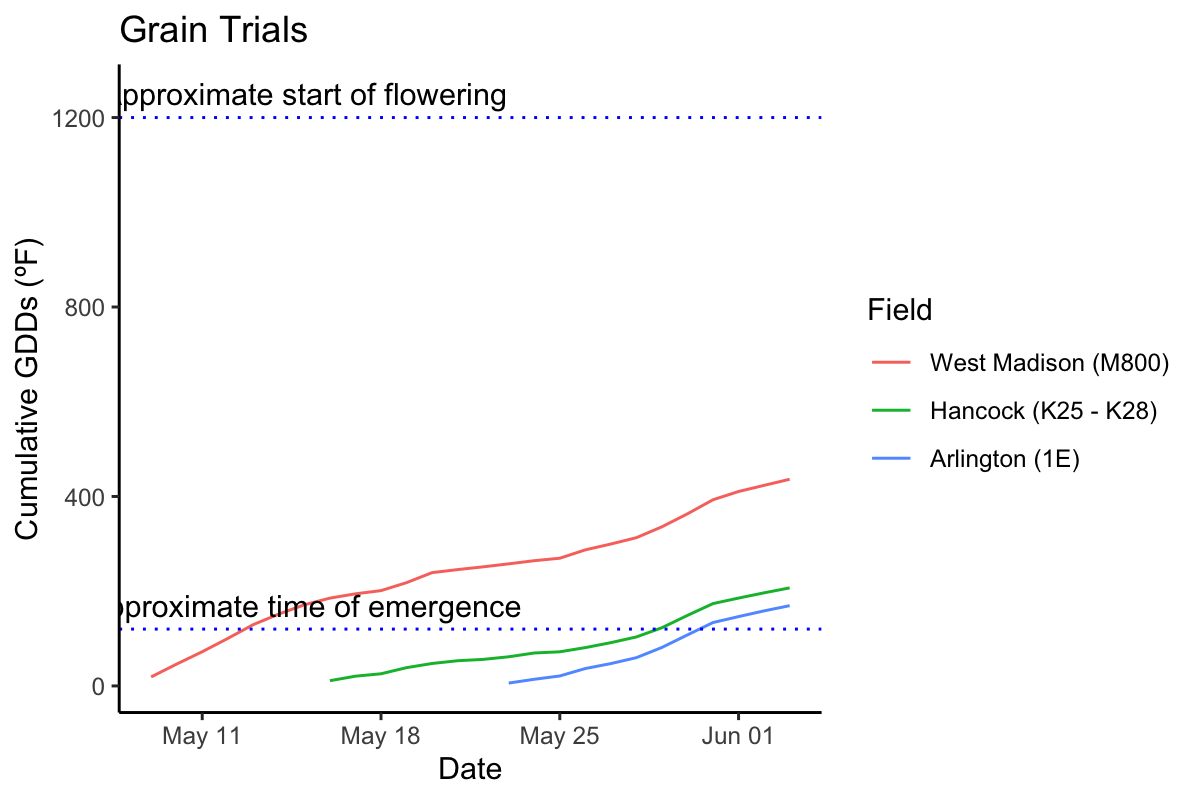 Grain Trials
pproximate start of flowering
1200
800
400
0
pproximate time of emergence
Cumulative GDDs (ºF)
May 11
May 18
May 25
Jun 01
Date
Field
West Madison (M800)
Hancock (K25 - K28)
Arlington (1E)